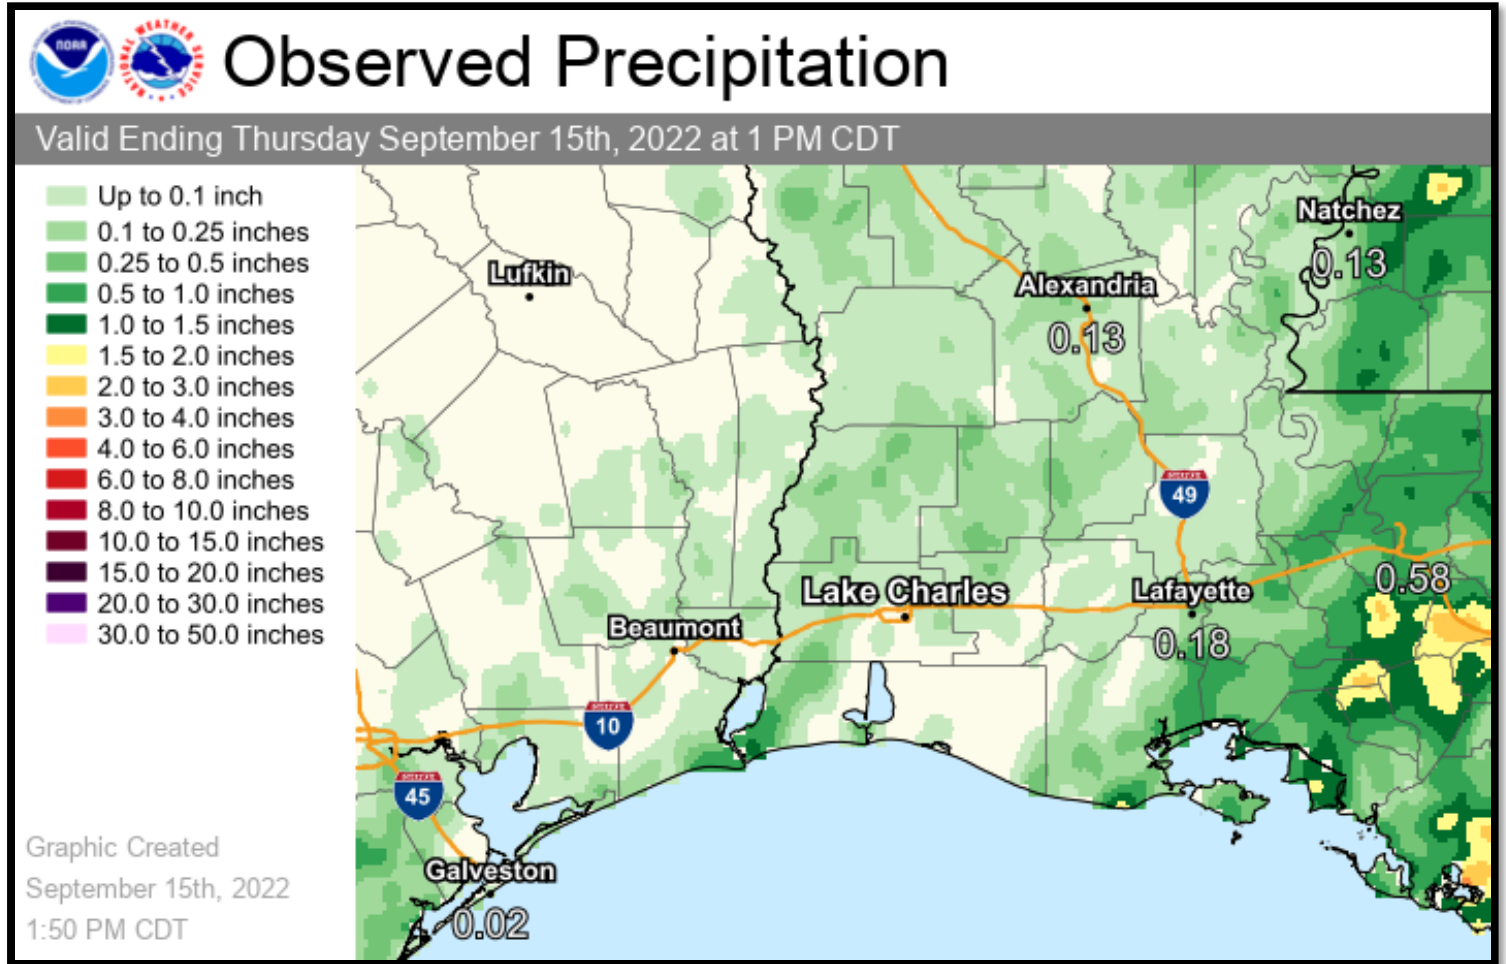 NOAA
NATIONAL WEATHER SERVICE
Observed Precipitation
Valid Ending Thursday September 15th, 2022 at 1 PM CDT
Up to 0.1 inch
0.1 to 0.25 inches
0.25 to 0.5 inches
0.5 to 1.0 inches
1.0 to 1.5 inches
1.5 to 2.0 inches
2.0 to 3.0 inches
3.0 to 4.0 inches
4.0 to 6.0 inches
6.0 to 8.0 inches
8.0 to 10.0 inches
10.0 to 15.0 inches
15.0 to 20.0 inches
20.0 to 30.0 inches
30.0 to 50.0 inches
Graphic Created
September 15th, 2022
1:50 PM CDT
Natchez
0.13
Lufkin
Alexandria
0.13
49
0.58
Lake Charles
Lafayette
0.18
Beaumont
10
45
Galveston
0.02